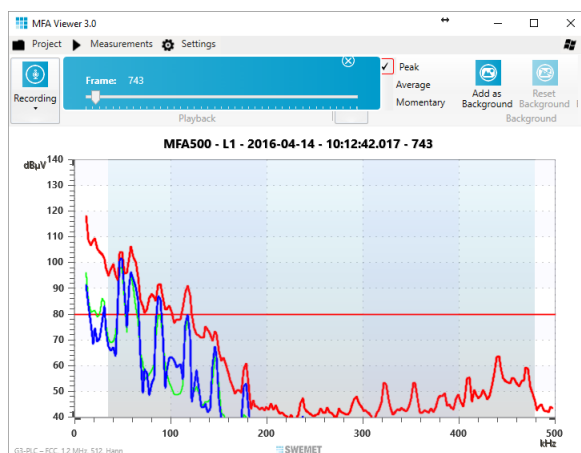 MFA Viewer 3.0
Project Measurements Settings
Frame: 743
Peak
Average
Momentary
Recording
Add as
Background
Reset
Background
Playback
Background
MFA500 - L1 - 2016-04-14 - 10:12:42.017 - 743
dBµV
140
130
120
110
100
90
80
70
60
50
40
0 100 200 300 400 500
kHz
G3-PLC - FCC, 1.2 MHz, 512, Hann
SWEMET